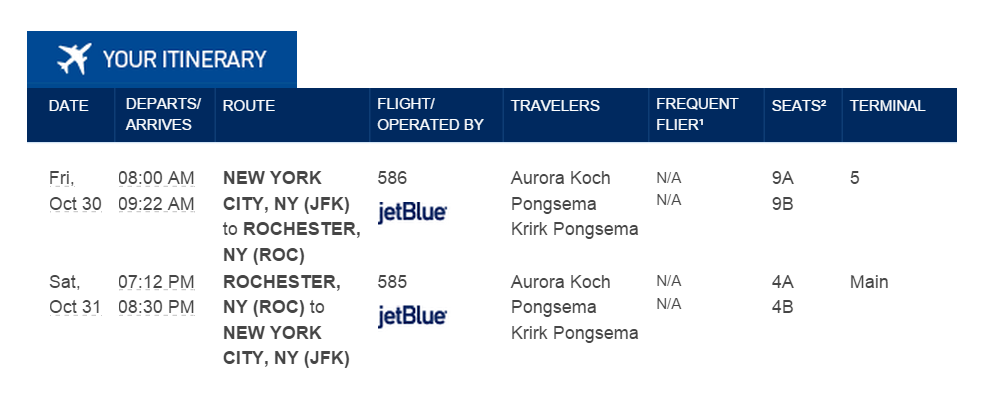 YOUR ITINERARY
DATE DEPARTS/ ARRIVES ROUTE FLIGHT/ OPERATED BY TRAVELERS FREQUENT FLIER¹ SEATS² TERMINAL
Fri, 08:00 AM NEW YORK 586 Aurora Koch N/A 9A 5
Oct 30 09:22 AM CITY, NY (JFK) jetBlue Pongsema N/A 9B
to ROCHESTER, Krirk Pongsema
NY (ROC)
Sat, 07:12 PM ROCHESTER, 585 Aurora Koch N/A 4A Main
Oct 31 08:30 PM NY (ROC) to jetBlue Pongsema N/A 4B
NEW YORK Krirk Pongsema
CITY, NY (JFK)